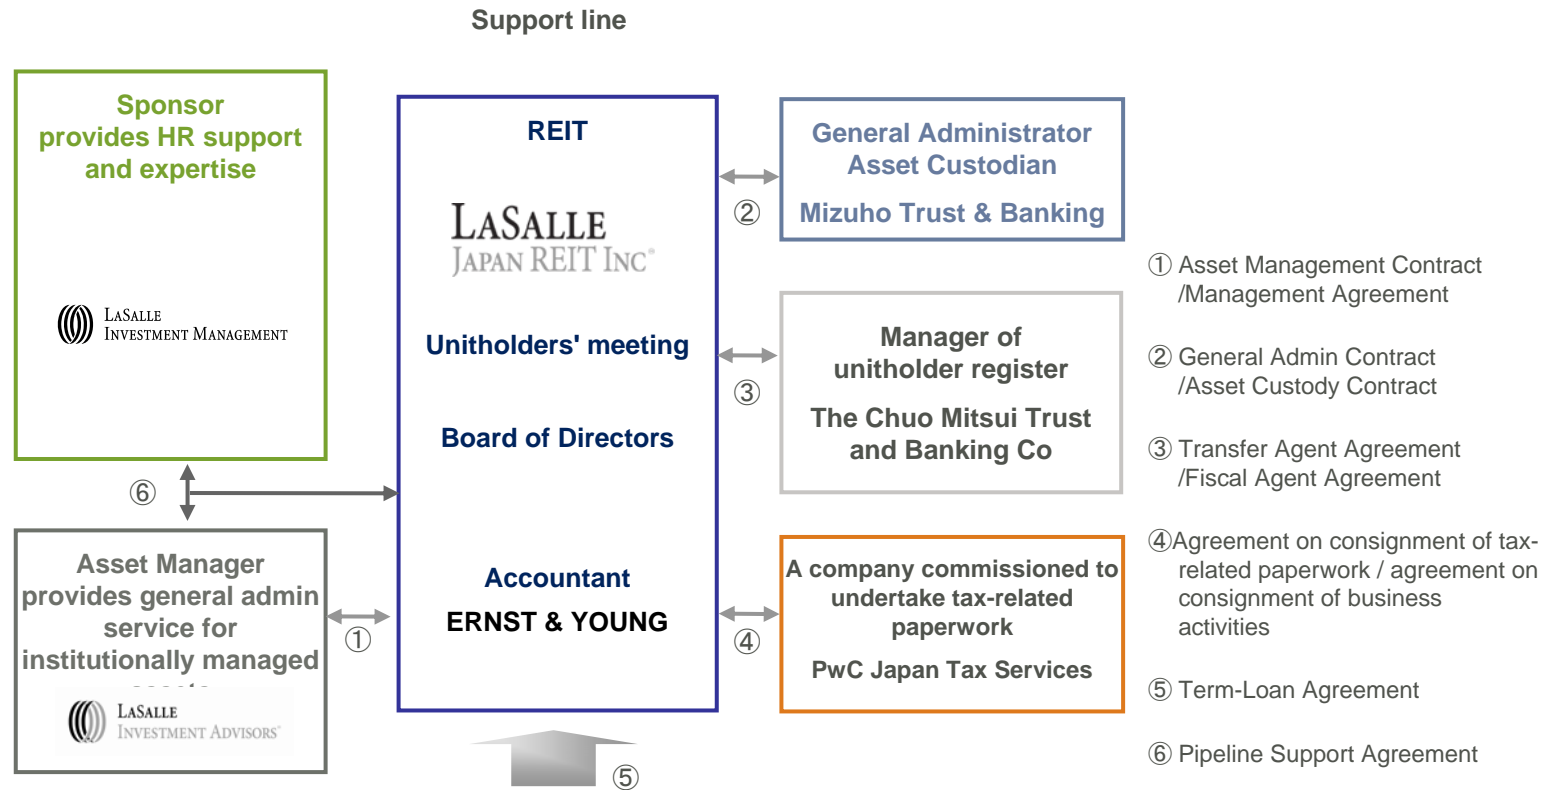 Support line
Sponsor
provides HR support
and expertise
LASALLE
INVESTMENT MANAGEMENT
⑥
Asset Manager
provides general admin
service for
institutionally managed
LASALLE
INVESTMENT ADVISORS
①
REIT
LASALLE
JAPAN REIT INC®
Unitholders' meeting
Board of Directors
Accountant
ERNST & YOUNG
⑤
②
③
④
General Administrator
Asset Custodian
Mizuho Trust & Banking
Manager of
unitholder register
The Chuo Mitsui Trust
and Banking Co
A company commissioned to
undertake tax-related
paperwork
PwC Japan Tax Services
① Asset Management Contract
/Management Agreement
② General Admin Contract
/Asset Custody Contract
③ Transfer Agent Agreement
/Fiscal Agent Agreement
④Agreement on consignment of tax-
related paperwork / agreement on
consignment of business
activities
⑤ Term-Loan Agreement
⑥ Pipeline Support Agreement